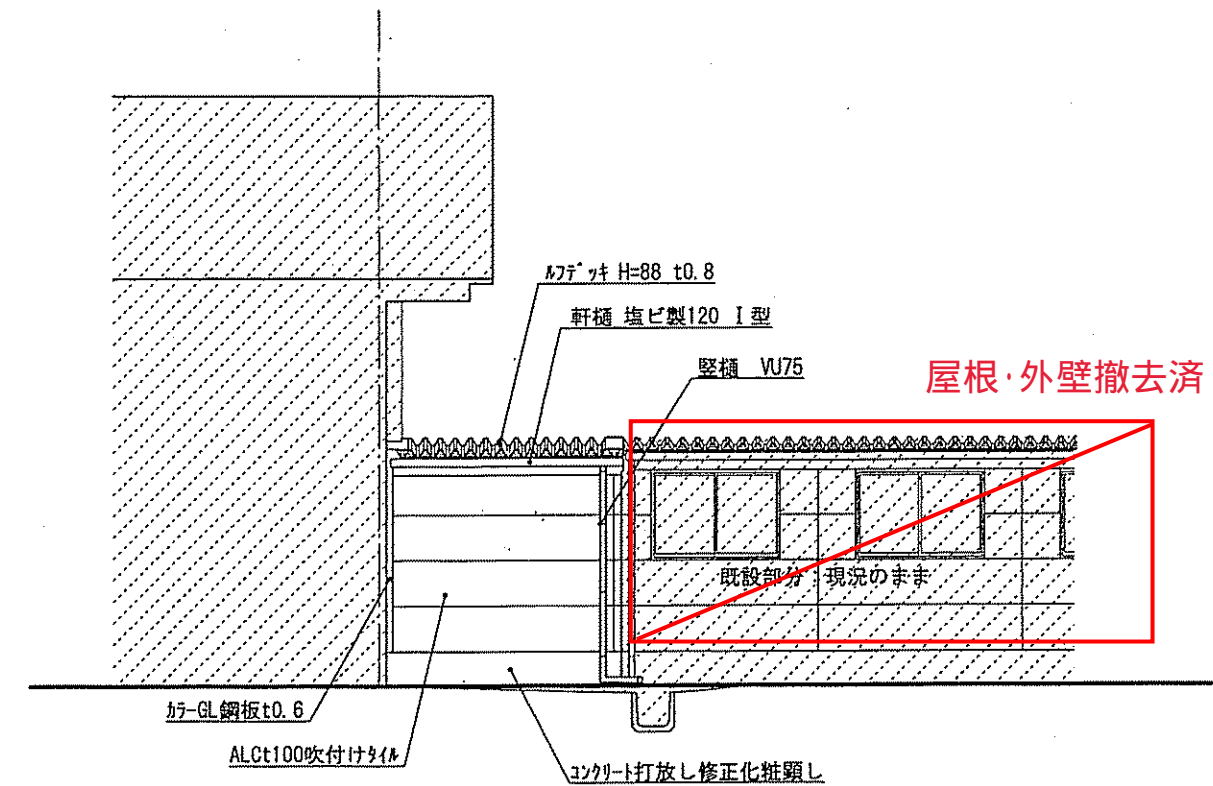 ﾙﾌﾃﾞｯｷ H=88 t0.8
軒樋 塩ビ製120 I型
竪樋 VU75
屋根・外壁撤去済
既設部分：現況のまま
ｶﾗｰGL鋼板t0.6
ALCt100吹付けﾀｲﾙ
ｺﾝｸﾘｰﾄ打放し修正化粧顕し